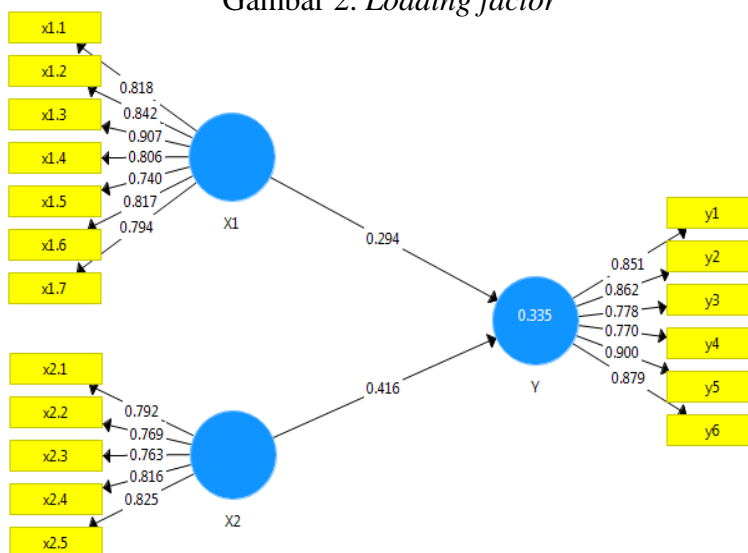 Gambar 2. Loading factor
x1.1
x1.2
x1.3
x1.4
x1.5
x1.6
x1.7
0.818
0.842
0.907
0.806
0.740
0.817
0.794
X1
0.294
x2.1
x2.2
x2.3
x2.4
x2.5
0.792
0.769
0.763
0.816
0.825
X2
0.416
0.335
Y
0.851
0.862
0.778
0.770
0.900
0.879
y1
y2
y3
y4
y5
y6